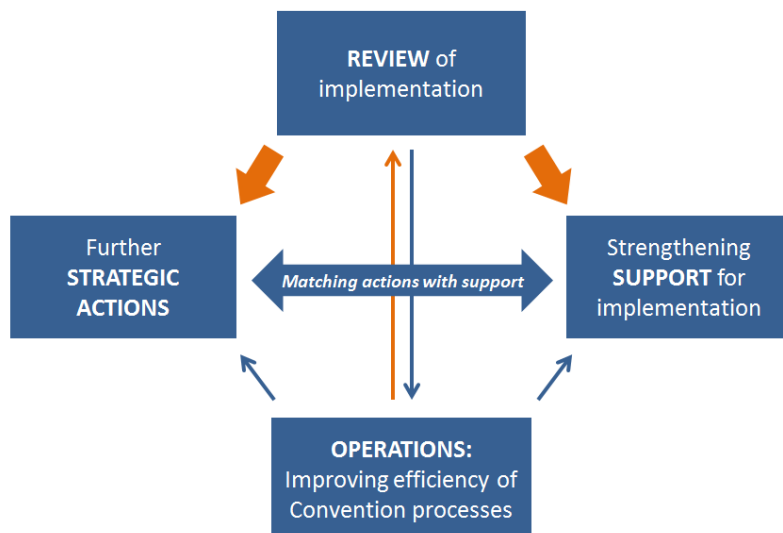 REVIEW of
implementation
Further
STRATEGIC
ACTIONS
Matching actions with support
Strengthening
SUPPORT for
implementation
OPERATIONS:
Improving efficiency of
Convention processes